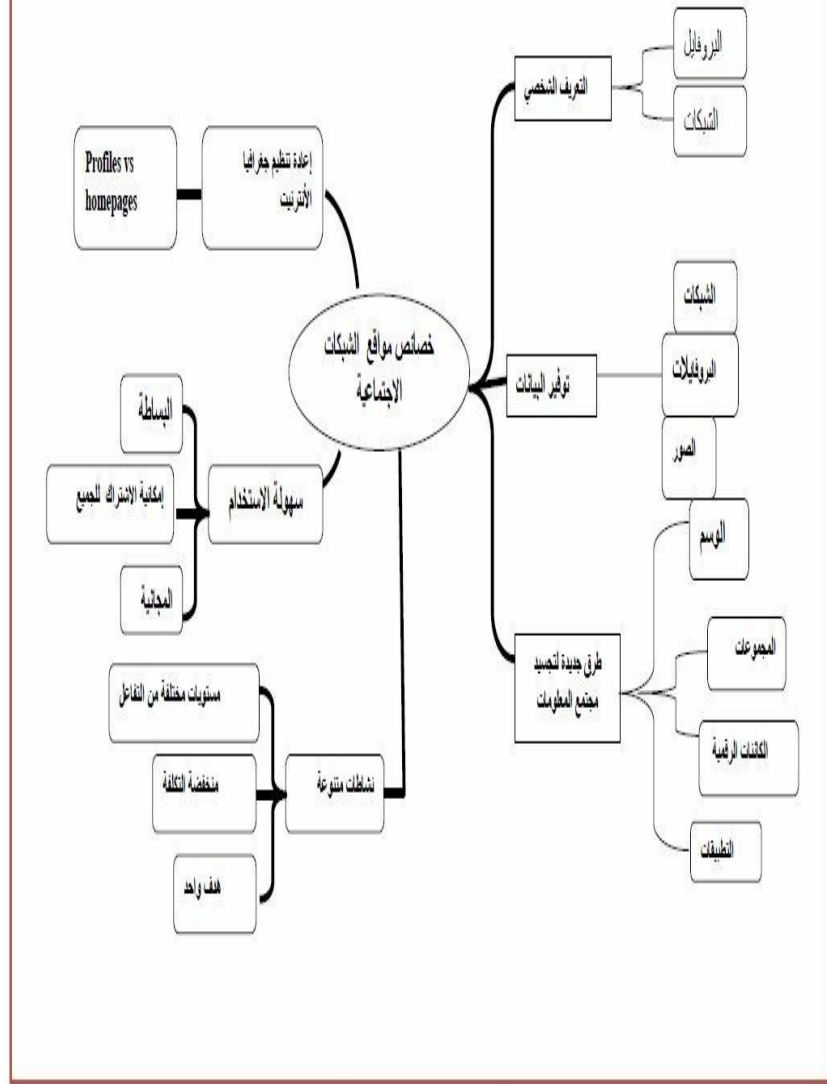 خصائص مواقع الشبكات
الاجتماعية
التعريف الشخصي
البروفايل
الشبكات
توفير البيانات
الشبكات
البروفايلات
الصور
طرق جديدة لتجسيد
مجتمع المعلومات
الوسم
المجموعات
الكائنات الرقمية
التطبيقات
إعادة تنظيم جغرافيا
الأنترنيت
Profiles vs
homepages
سهولة الاستخدام
البساطة
إمكانية الاشتراك للجميع
المجانية
نشاطات متنوعة
مستويات مختلفة من التفاعل
منخفضة التكلفة
هدف واحد